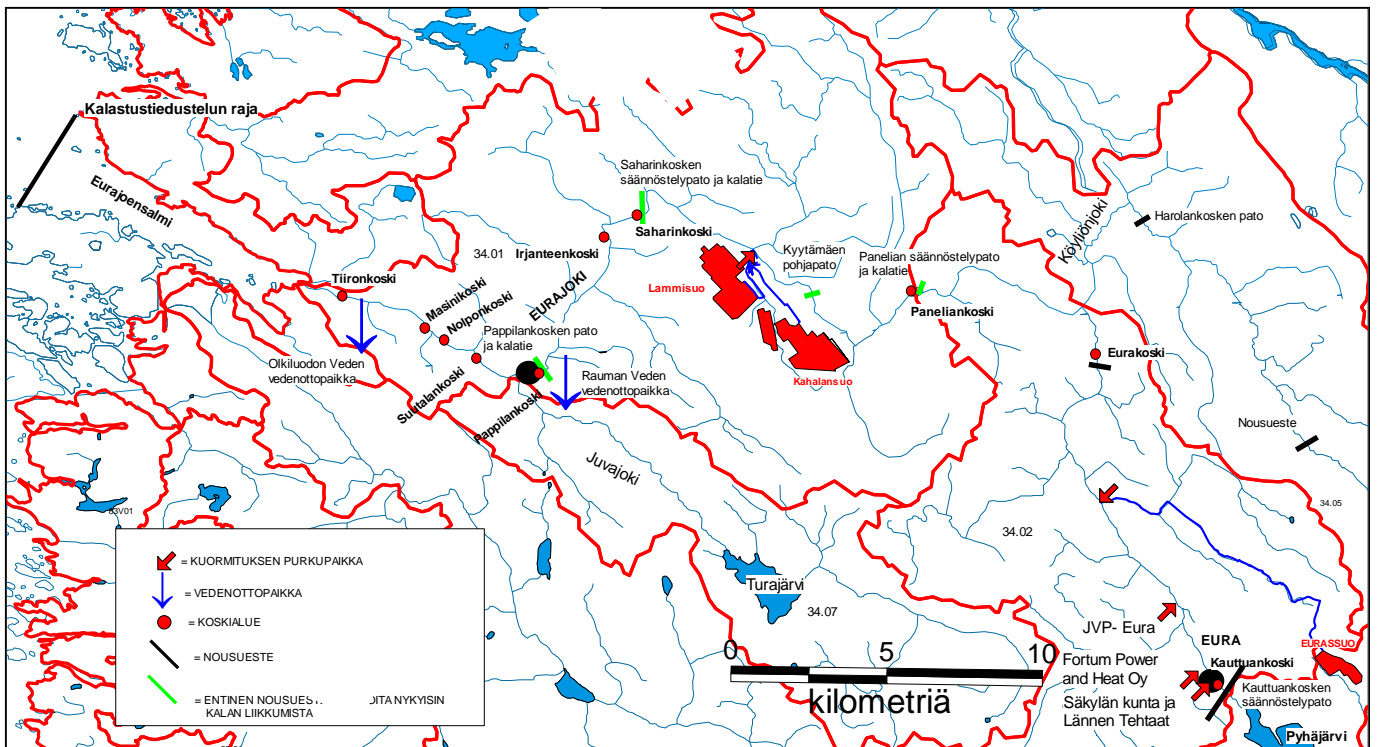 Kalastustiedustelun raja
Eurajoensalmi
Saharinkosken
säännöstelypato ja kalatie
Saharinkoski
Irjanteenkoski
34.01
EURAJOKI
Tiironkoski
Masinikoski
Nolponkoski
Suutalankoski
Pappilankosken pato
ja kalatie
Pappilankoski
Olkiluodon Veden
vedenottopaikka
Rauman Veden
vedenottopaikka
Lammisuo
Kahalansuo
Kyytämäen
pohjapato
Panelian säännöstelypato
ja kalatie
Paneliankoski
Köyliönjoki
Harolankosken pato
Eurakoski
Nousueste
34.05
34.02
Juvajoki
Turajärvi
34.07
JVP- Eura
EURA
EURASSUO
Fortum Power
and Heat Oy
Säkylän kunta ja
Lännen Tehtaat
Kauttuankoski
Kauttuankosken
säännöstelypato
Pyhäjärvi
0 5 10
kilometriä
= KUORMITUKSEN PURKUPAIKKA
= VEDENOTTOPAIKKA
= KOSKIALUE
= NOUSUESTE
= ENTINEN NOUSUES
NYKYISIN
KALAN LIIKKUMISTA